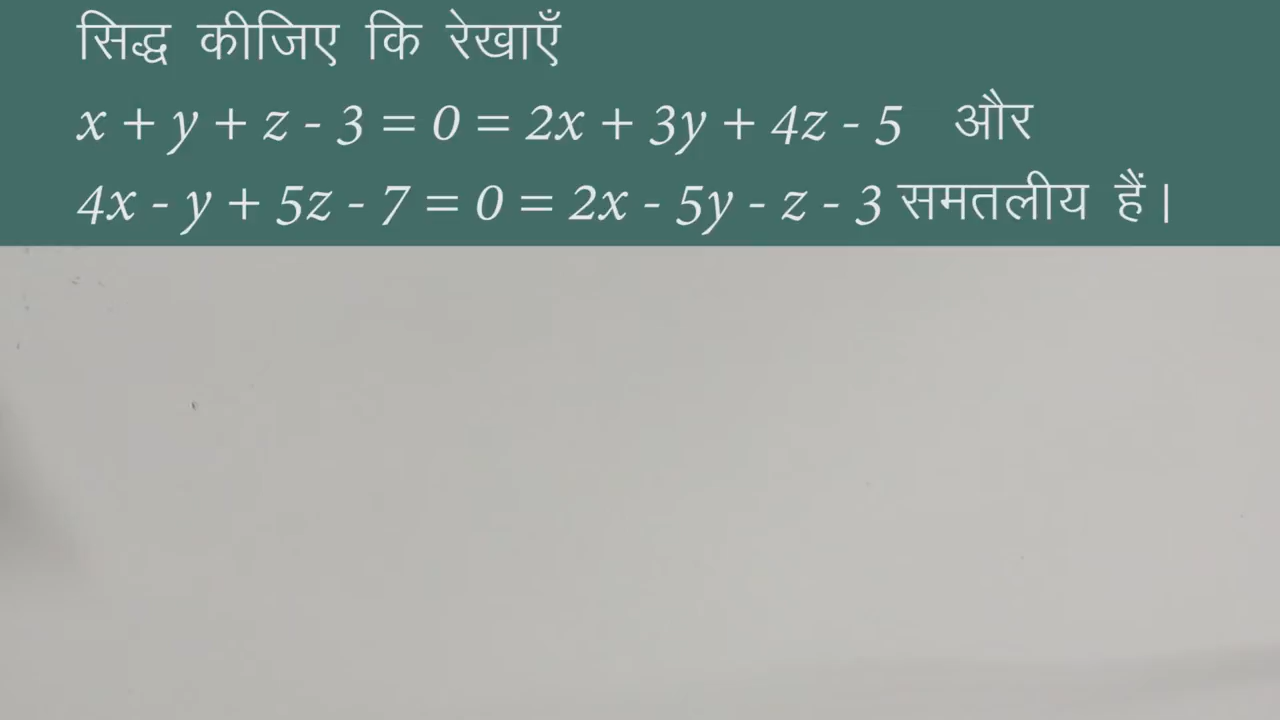 सिद्ध कीजिए कि रेखाएँ
x + y + z - 3 = 0 = 2x + 3y + 4z - 5 और
4x - y + 5z - 7 = 0 = 2x - 5y - z - 3 समतलीय हैं।